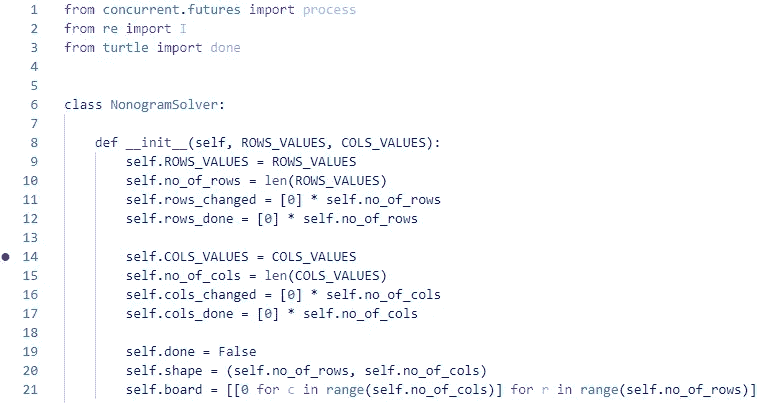 1 from concurrent.futures import process
2 from re import I
3 from turtle import done
4
5
6 class NonogramSolver:
7
8     def __init__(self, ROWS_VALUES, COLS_VALUES):
9         self.ROWS_VALUES = ROWS_VALUES
10         self.no_of_rows = len(ROWS_VALUES)
11         self.rows_changed = [0] * self.no_of_rows
12         self.rows_done = [0] * self.no_of_rows
13
14         self.COLS_VALUES = COLS_VALUES
15         self.no_of_cols = len(COLS_VALUES)
16         self.cols_changed = [0] * self.no_of_cols
17         self.cols_done = [0] * self.no_of_cols
18
19         self.done = False
20         self.shape = (self.no_of_rows, self.no_of_cols)
21         self.board = [[0 for c in range(self.no_of_cols)] for r in range(self.no_of_rows)]